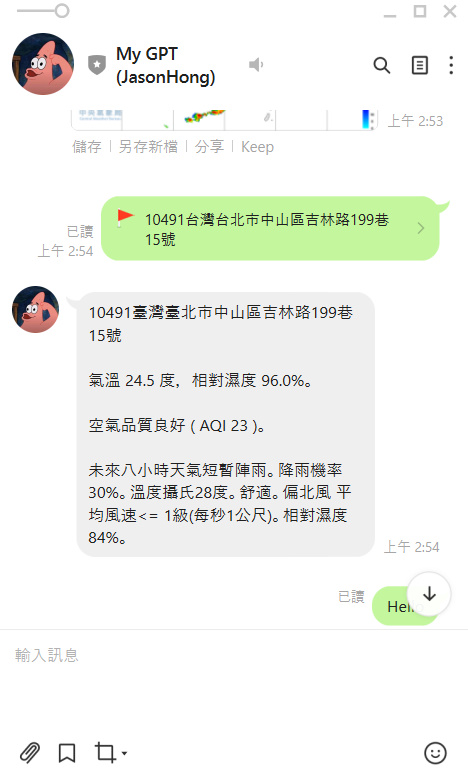 My GPT
(JasonHong)
上午 2:53
儲存 | 另存新檔 | 分享 | Keep
已讀
上午 2:54
10491台灣台北市中山區吉林路199巷
15號
10491臺灣臺北市中山區吉林路199巷
15號
氣溫 24.5 度，相對濕度 96.0%。
空氣品質良好 ( AQI 23 )。
未來八小時天氣短暫陣雨。降雨機率
30%。溫度攝氏28度。舒適。偏北風 平
均風速<= 1級(每秒1公尺)。相對濕度
84%。
上午 2:54
已讀
輸入訊息